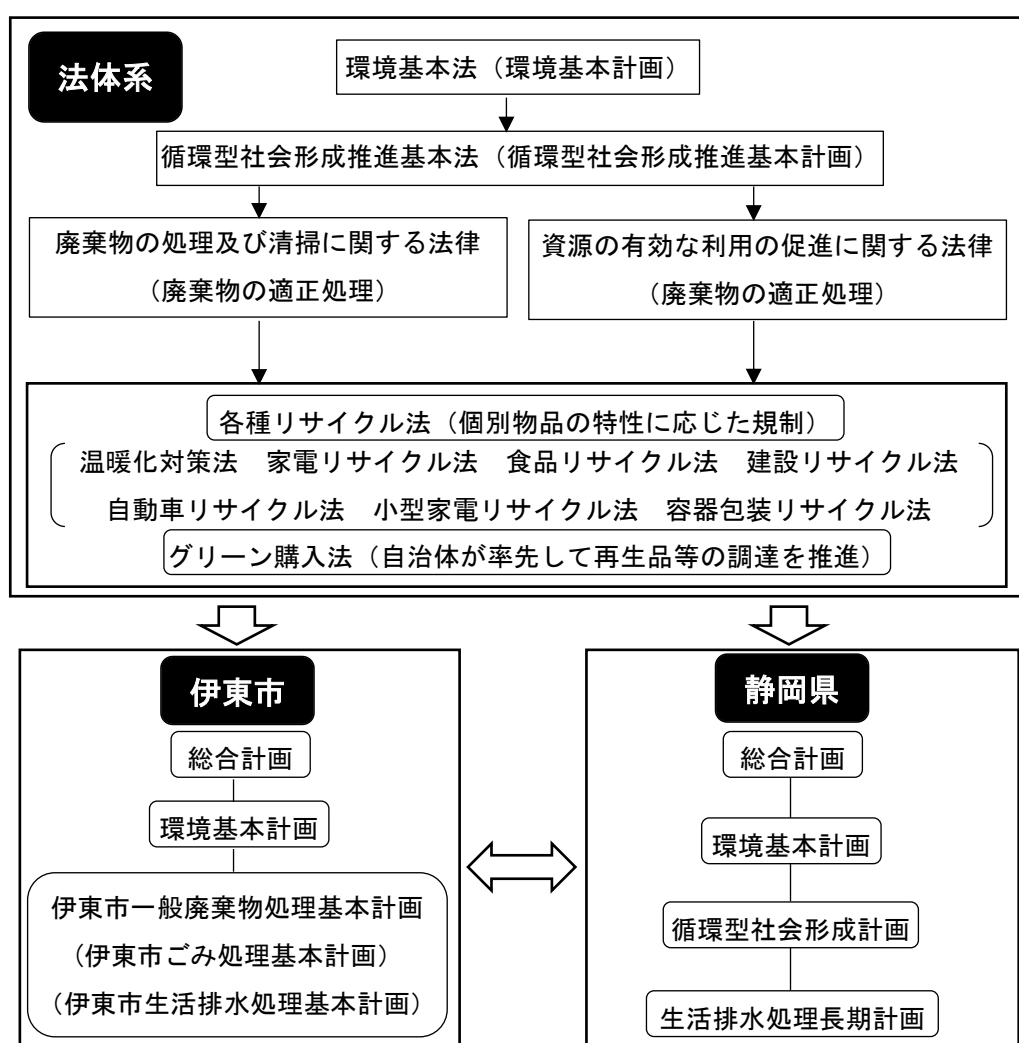 法体系
環境基本法（環境基本計画）
循環型社会形成推進基本法（循環型社会形成推進基本計画）
廃棄物の処理及び清掃に関する法律
（廃棄物の適正処理）
資源の有効な利用の促進に関する法律
（廃棄物の適正処理）
各種リサイクル法（個別物品の特性に応じた規制）
温暖化対策法　家電リサイクル法　食品リサイクル法　建設リサイクル法
自動車リサイクル法　小型家電リサイクル法　容器包装リサイクル法
グリーン購入法（自治体が率先して再生品等の調達を推進）
伊東市
総合計画
環境基本計画
伊東市一般廃棄物処理基本計画
（伊東市ごみ処理基本計画）
（伊東市生活排水処理基本計画）
静岡県
総合計画
環境基本計画
循環型社会形成計画
生活排水処理長期計画